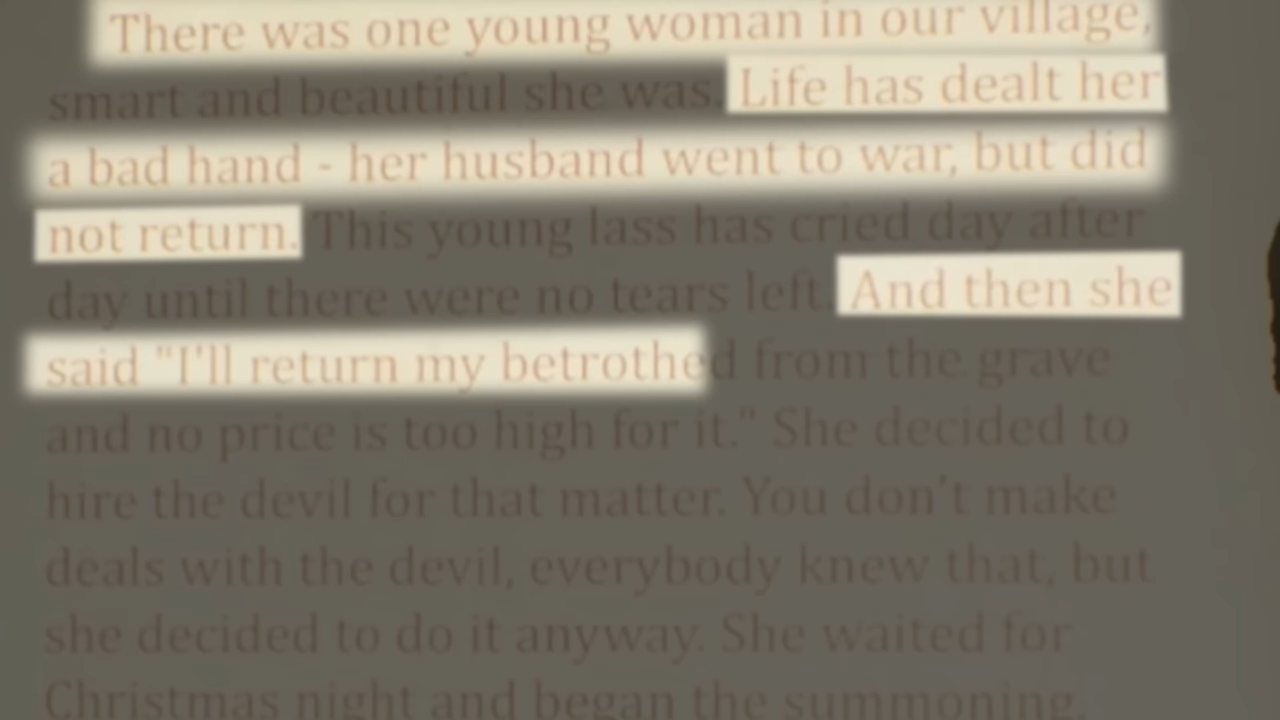 There was one young woman in our village,
smart and beautiful she was. Life has dealt her
a bad hand - her husband went to war, but did
not return. This young lass has cried day after
day until there were no tears left. And then she
said "I'll return my betrothed from the grave
and no price is too high for it." She decided to
hire the devil for that matter. You don't make
deals with the devil, everybody knew that, but
she decided to do it anyway. She waited for
Christmas night and began the summoning.